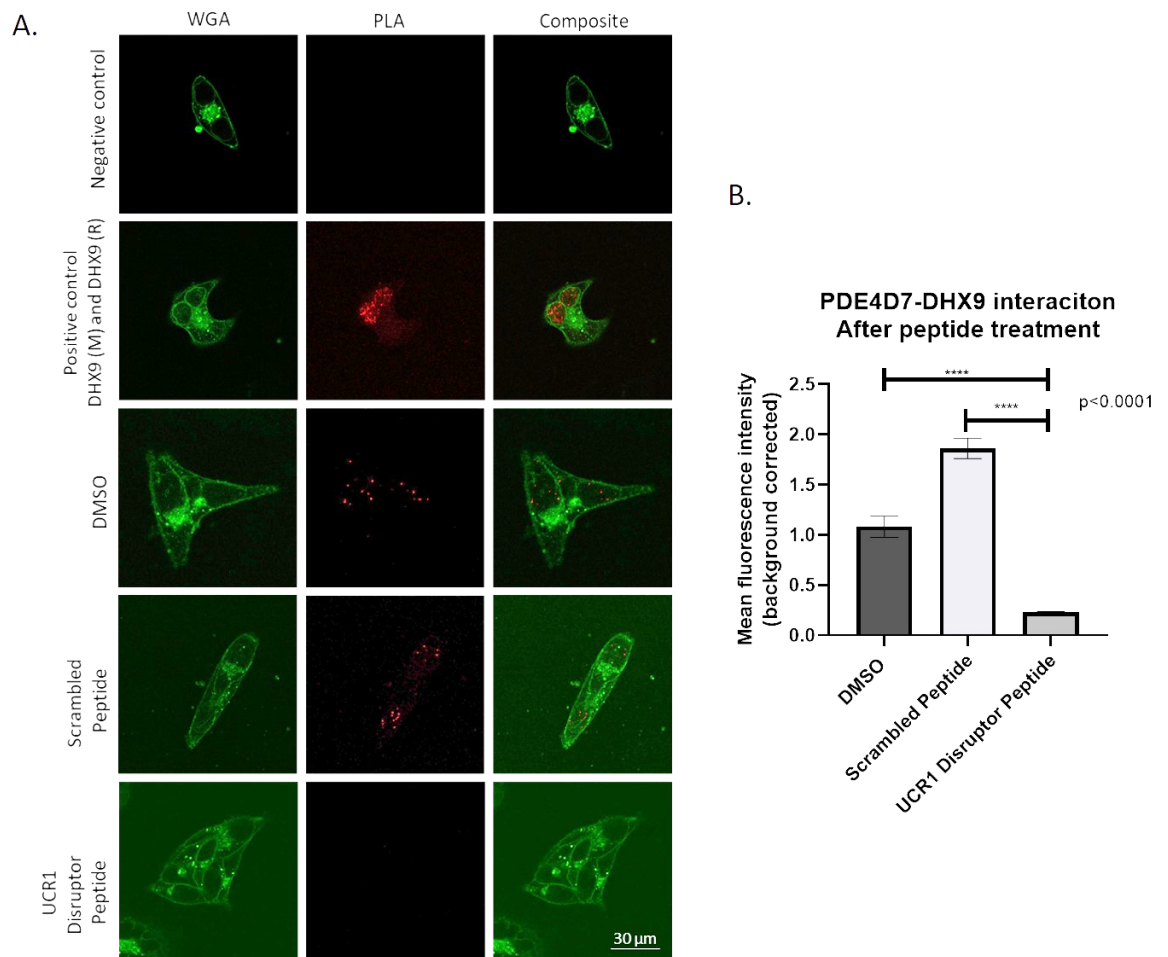 A.
WGA
PLA
Composite
Negative control
Positive control
DHX9 (M) and DHX9 (R)
DMSO
Scrambled
Peptide
UCR1
Disruptor
Peptide
30 µm
B.
PDE4D7-DHX9 interaciton
After peptide treatment
Mean fluorescence intensity
(background corrected)
2.5
2.0
1.5
1.0
0.5
0.0
****
****
p<0.0001
DMSO
Scrambled Peptide
UCR1 Disruptor Peptide